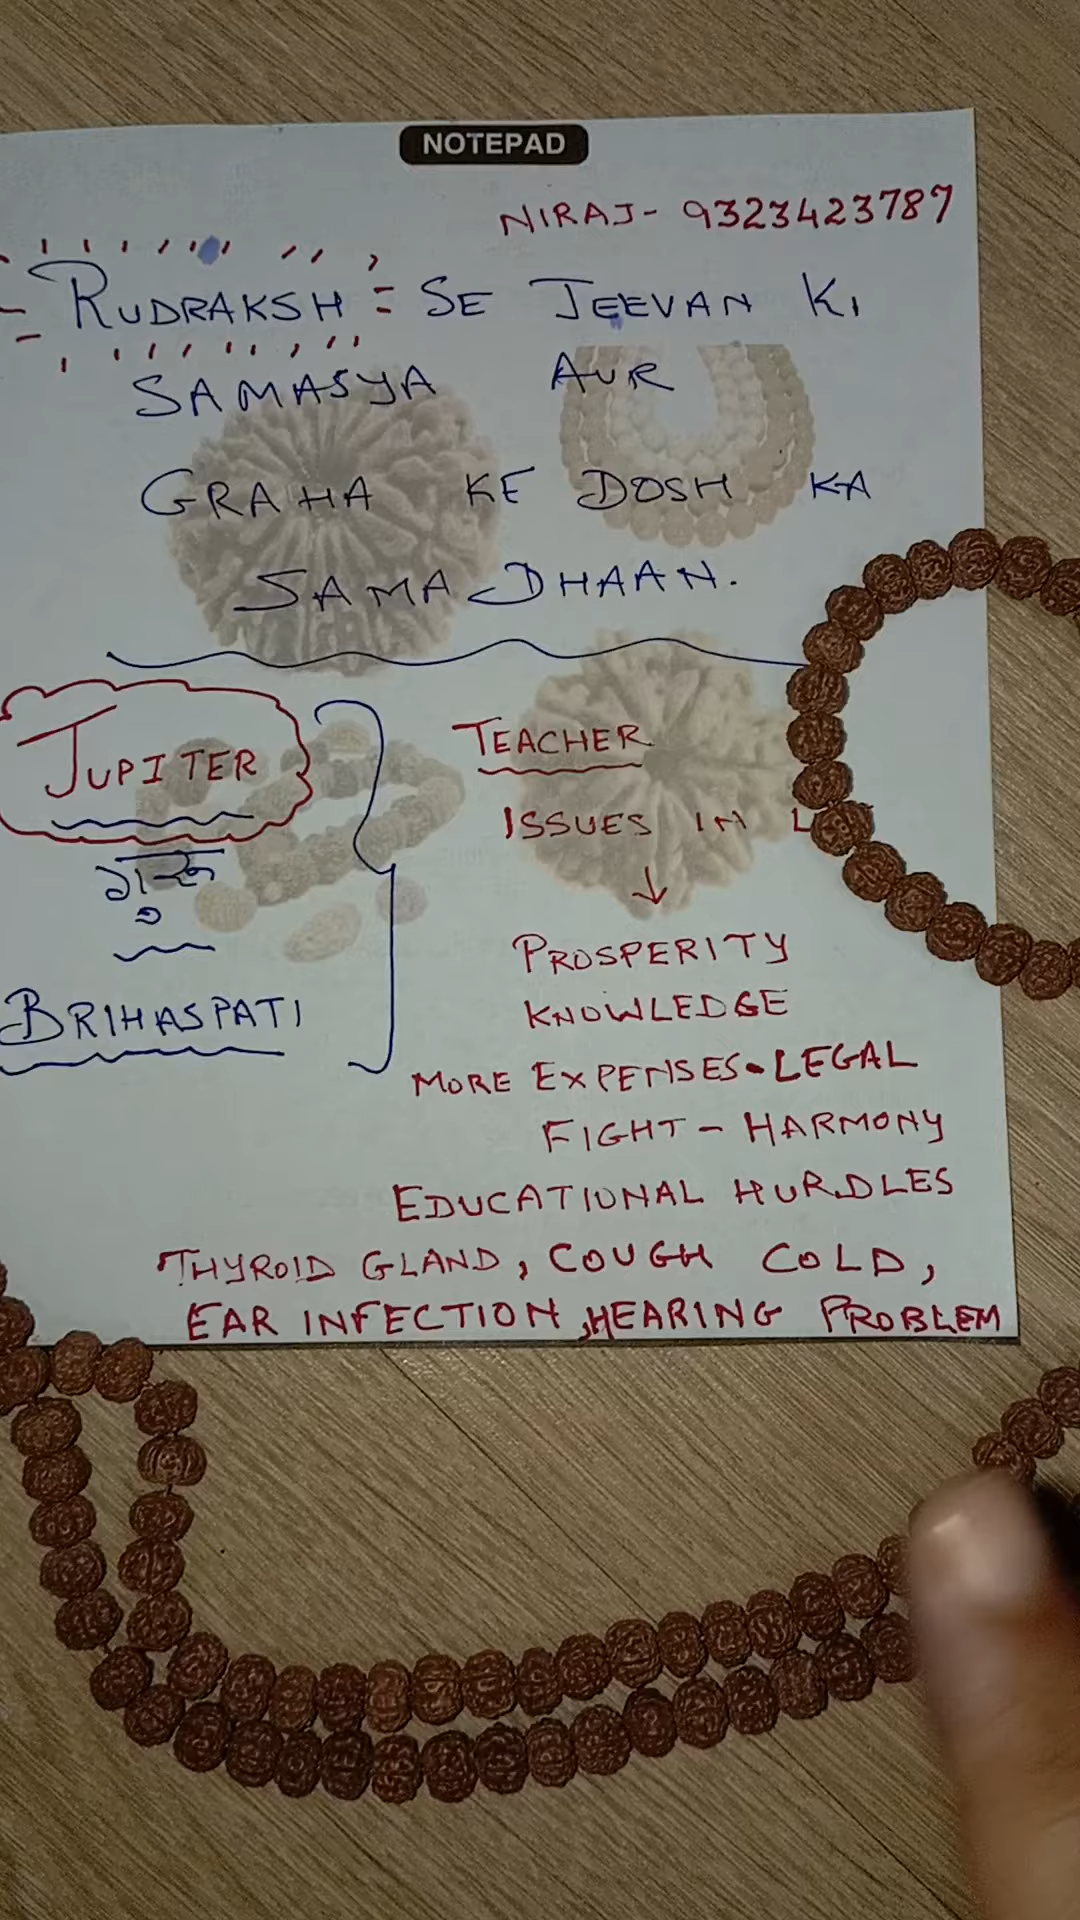 NOTEPAD
NIRAJ- 9323423787
RUDRAKSH SE JEEVAN KI
SAMASYA AUR
GRAHA KE DOSH KA
SAMADHAAN.
JUPITER
BRIHASPATI
TEACHER
ISSUES IN L
PROSPERITY
KNOWLEDGE
MORE EXPENSES-LEGAL
FIGHT - HARMONY
EDUCATIONAL HURDLES
THYROID GLAND, COUGH COLD,
EAR INFECTION, HEARING PROBLEM